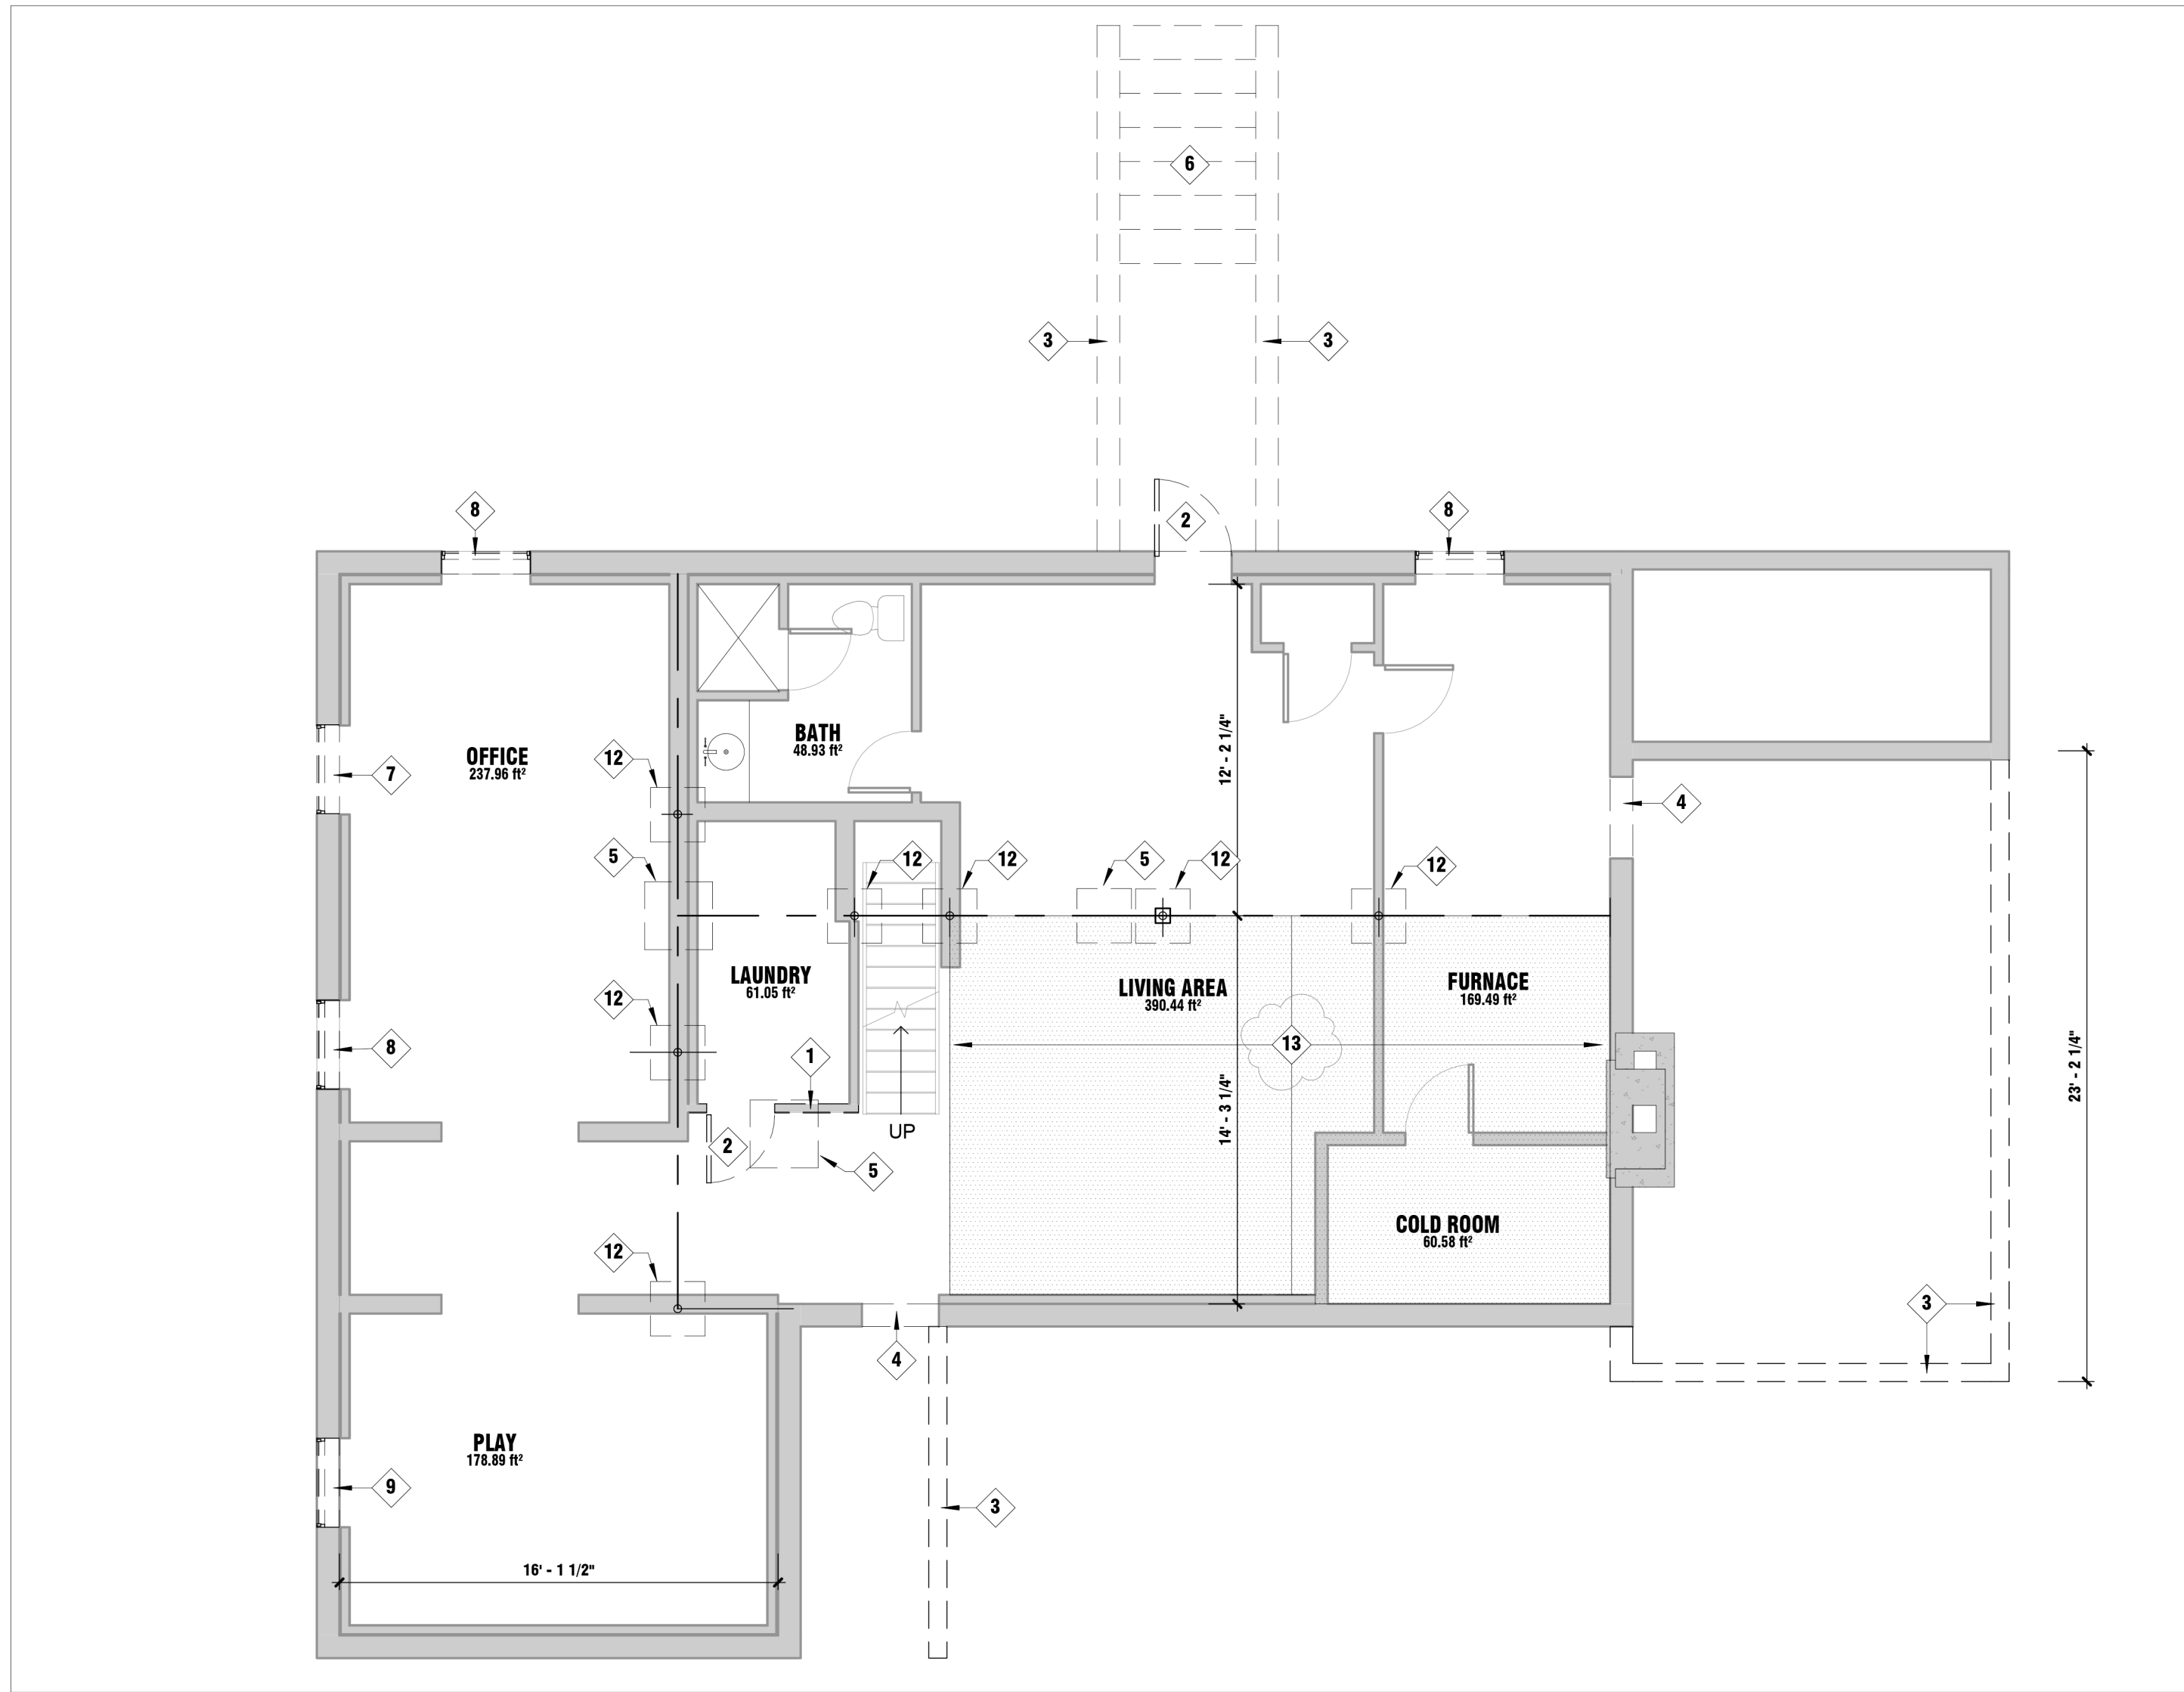 6
3
3
8
2
8
12' - 2 1/4"
BATH
48.93 ft²
OFFICE
237.96 ft²
12
7
4
5
12
12
5
12
12
LAUNDRY
61.05 ft²
LIVING AREA
390.44 ft²
FURNACE
169.49 ft²
12
8
1
13
23' - 2 1/4"
14' - 3 1/4"
UP
2
5
COLD ROOM
60.58 ft²
12
3
4
PLAY
178.89 ft²
9
3
16' - 1 1/2"